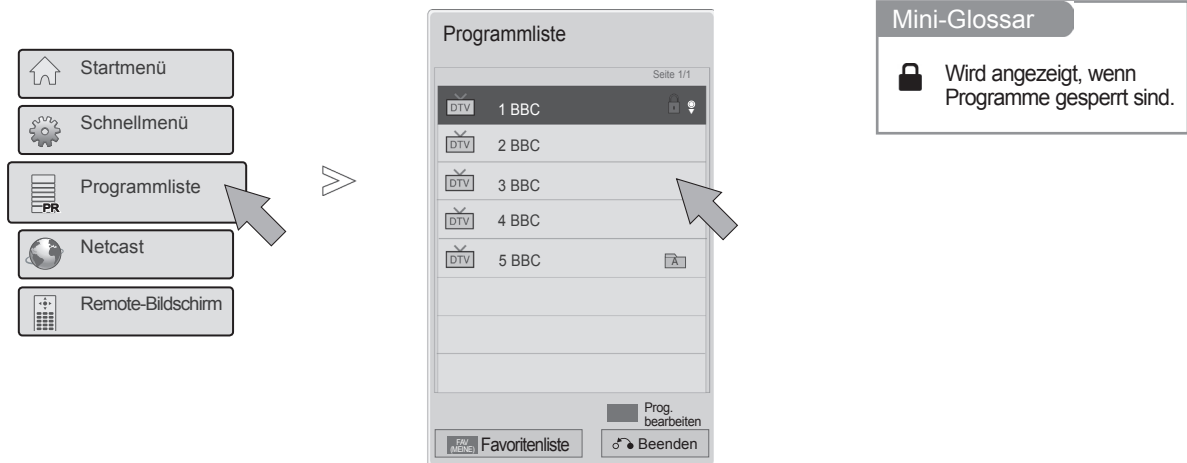 Startmenü
Schnellmenü
PR
Programmliste
Netcast
Remote-Bildschirm
>
Programmliste
Seite 1/1
DTV 1 BBC
DTV 2 BBC
DTV 3 BBC
DTV 4 BBC
DTV 5 BBC A
Prog.
bearbeiten
FAV
(MEINE) Favoritenliste
Beenden
Mini-Glossar
Wird angezeigt, wenn
Programme gesperrt sind.